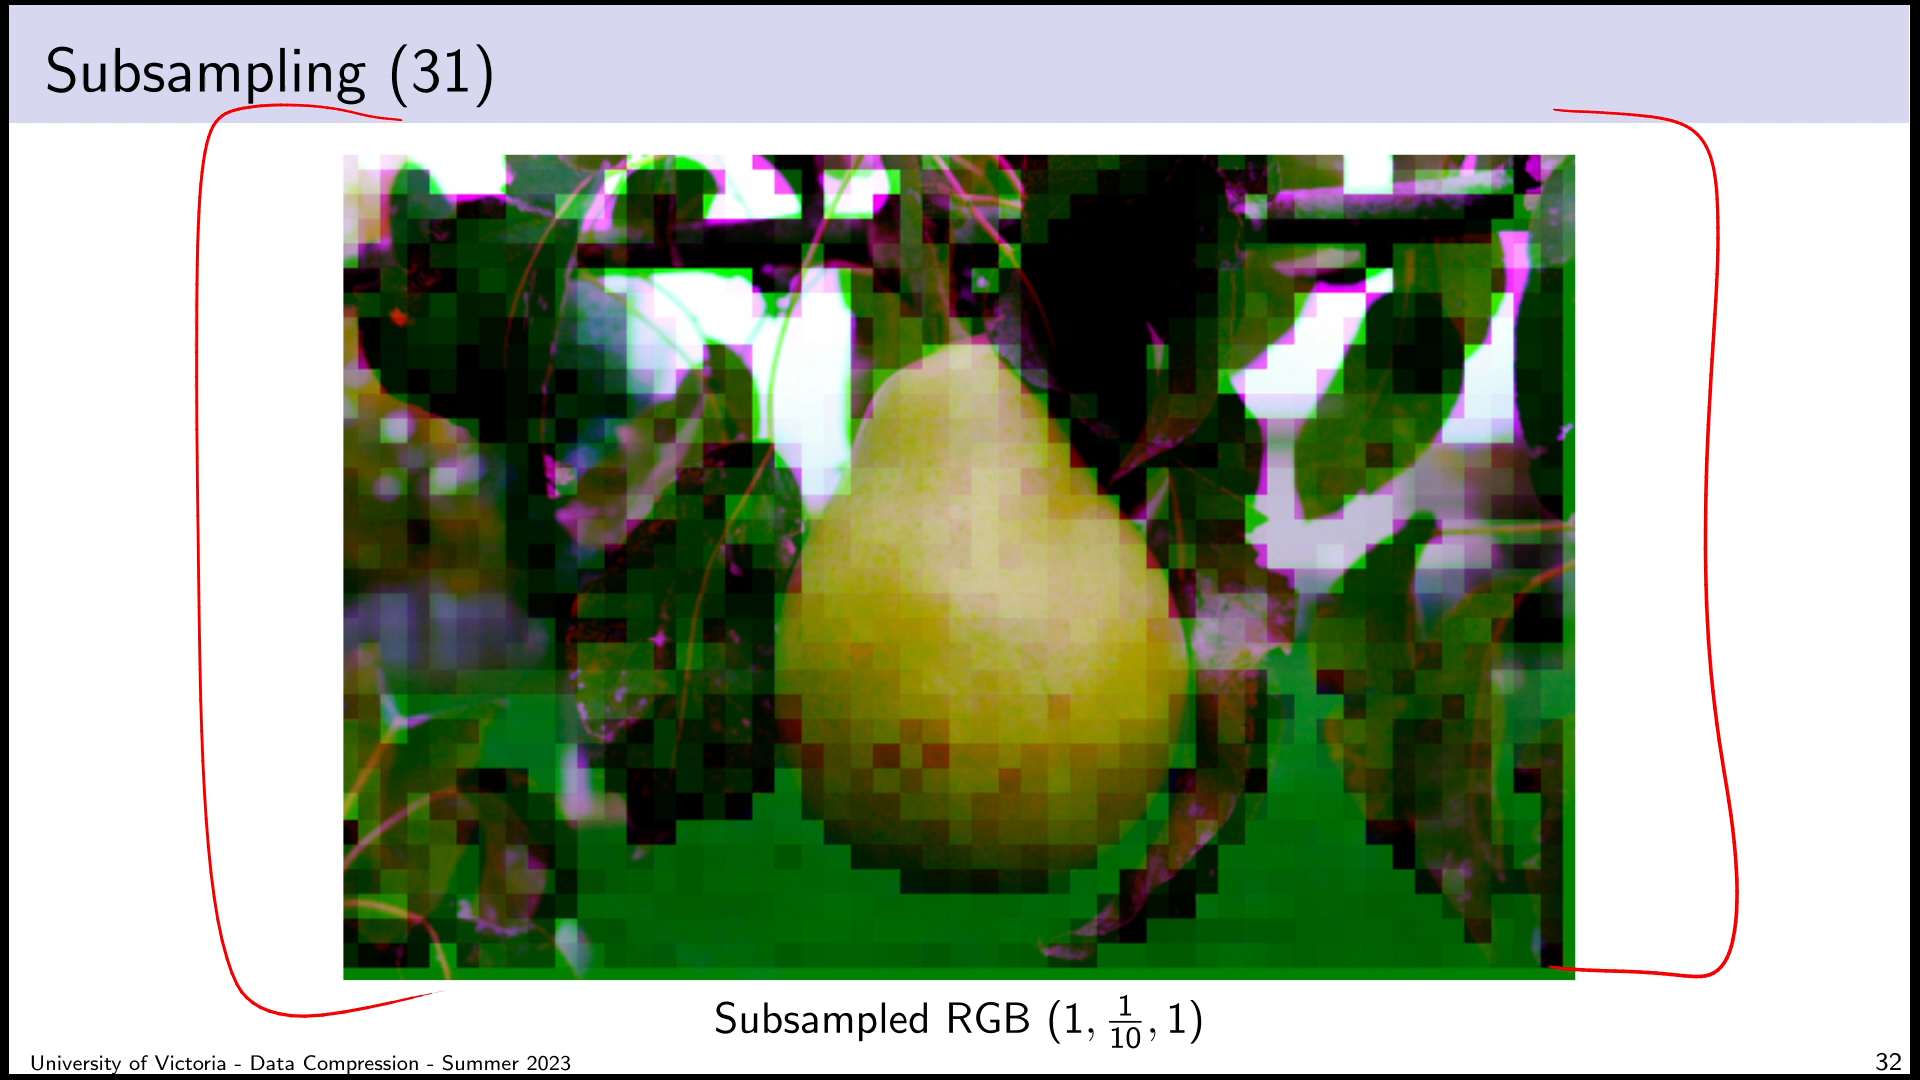 Subsampling (31)
Subsampled RGB (1, 1/10, 1)
University of Victoria - Data Compression - Summer 2023
32